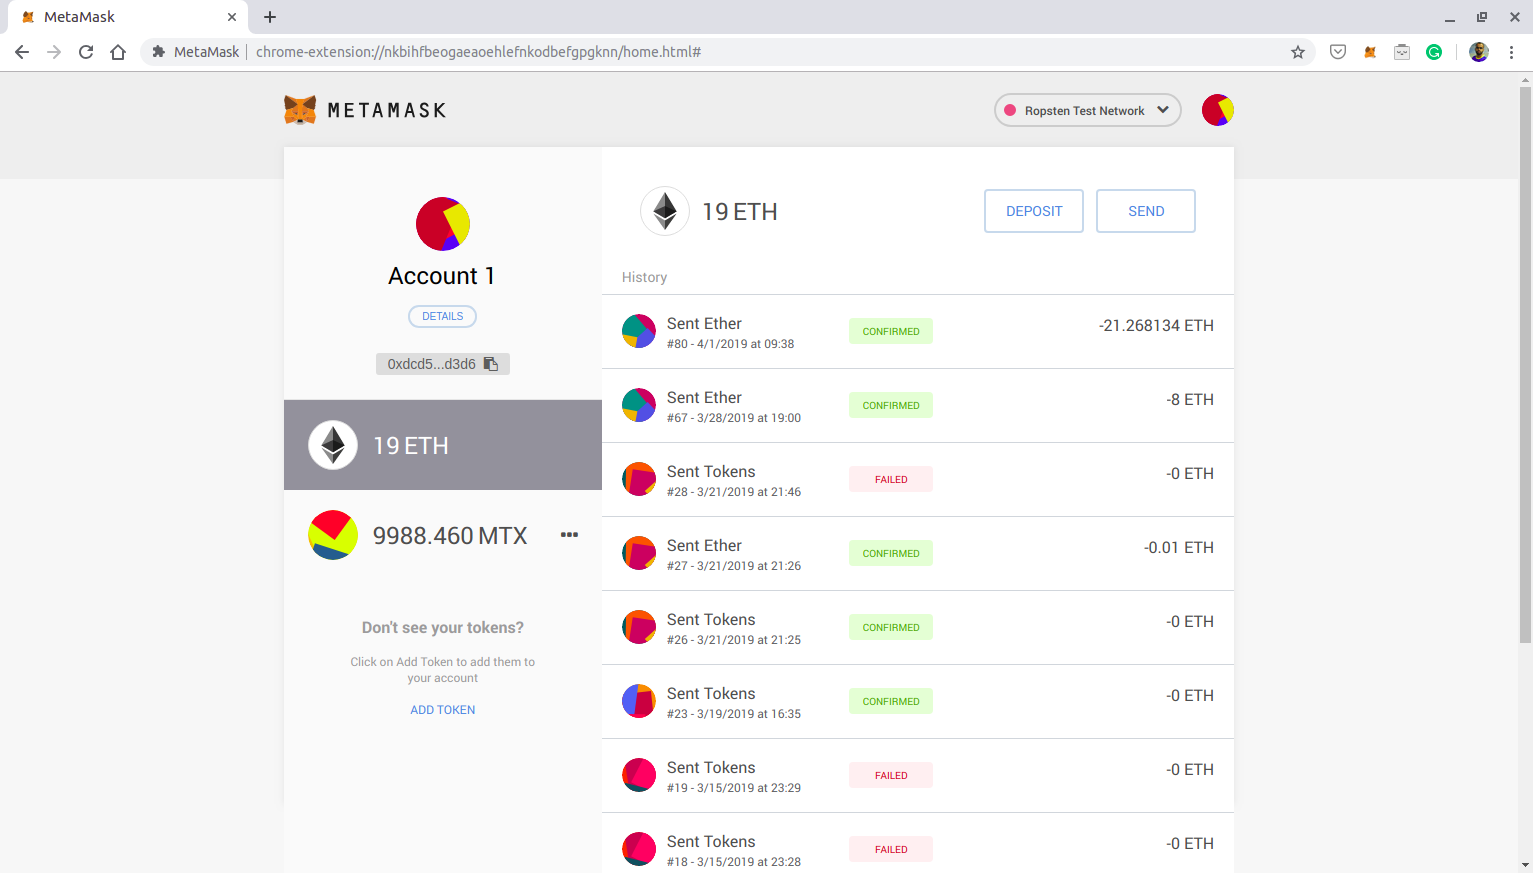 MetaMask
MetaMask chrome-extension://nkbihfbeogaeaoehlefnkodbefgpgknn/home.html#
METAMASK
Ropsten Test Network
Account 1
DETAILS
0xdcd5...d3d6
19 ETH
9988.460 MTX
Don't see your tokens?
Click on Add Token to add them to
your account
ADD TOKEN
19 ETH
DEPOSIT
SEND
History
Sent Ether
#80 - 4/1/2019 at 09:38
CONFIRMED
-21.268134 ETH
Sent Ether
#67 - 3/28/2019 at 19:00
CONFIRMED
-8 ETH
Sent Tokens
#28 - 3/21/2019 at 21:46
FAILED
-0 ETH
Sent Ether
#27 - 3/21/2019 at 21:26
CONFIRMED
-0.01 ETH
Sent Tokens
#26 - 3/21/2019 at 21:25
CONFIRMED
-0 ETH
Sent Tokens
#23 - 3/19/2019 at 16:35
CONFIRMED
-0 ETH
Sent Tokens
#19 - 3/15/2019 at 23:29
FAILED
-0 ETH
Sent Tokens
#18 - 3/15/2019 at 23:28
FAILED
-0 ETH